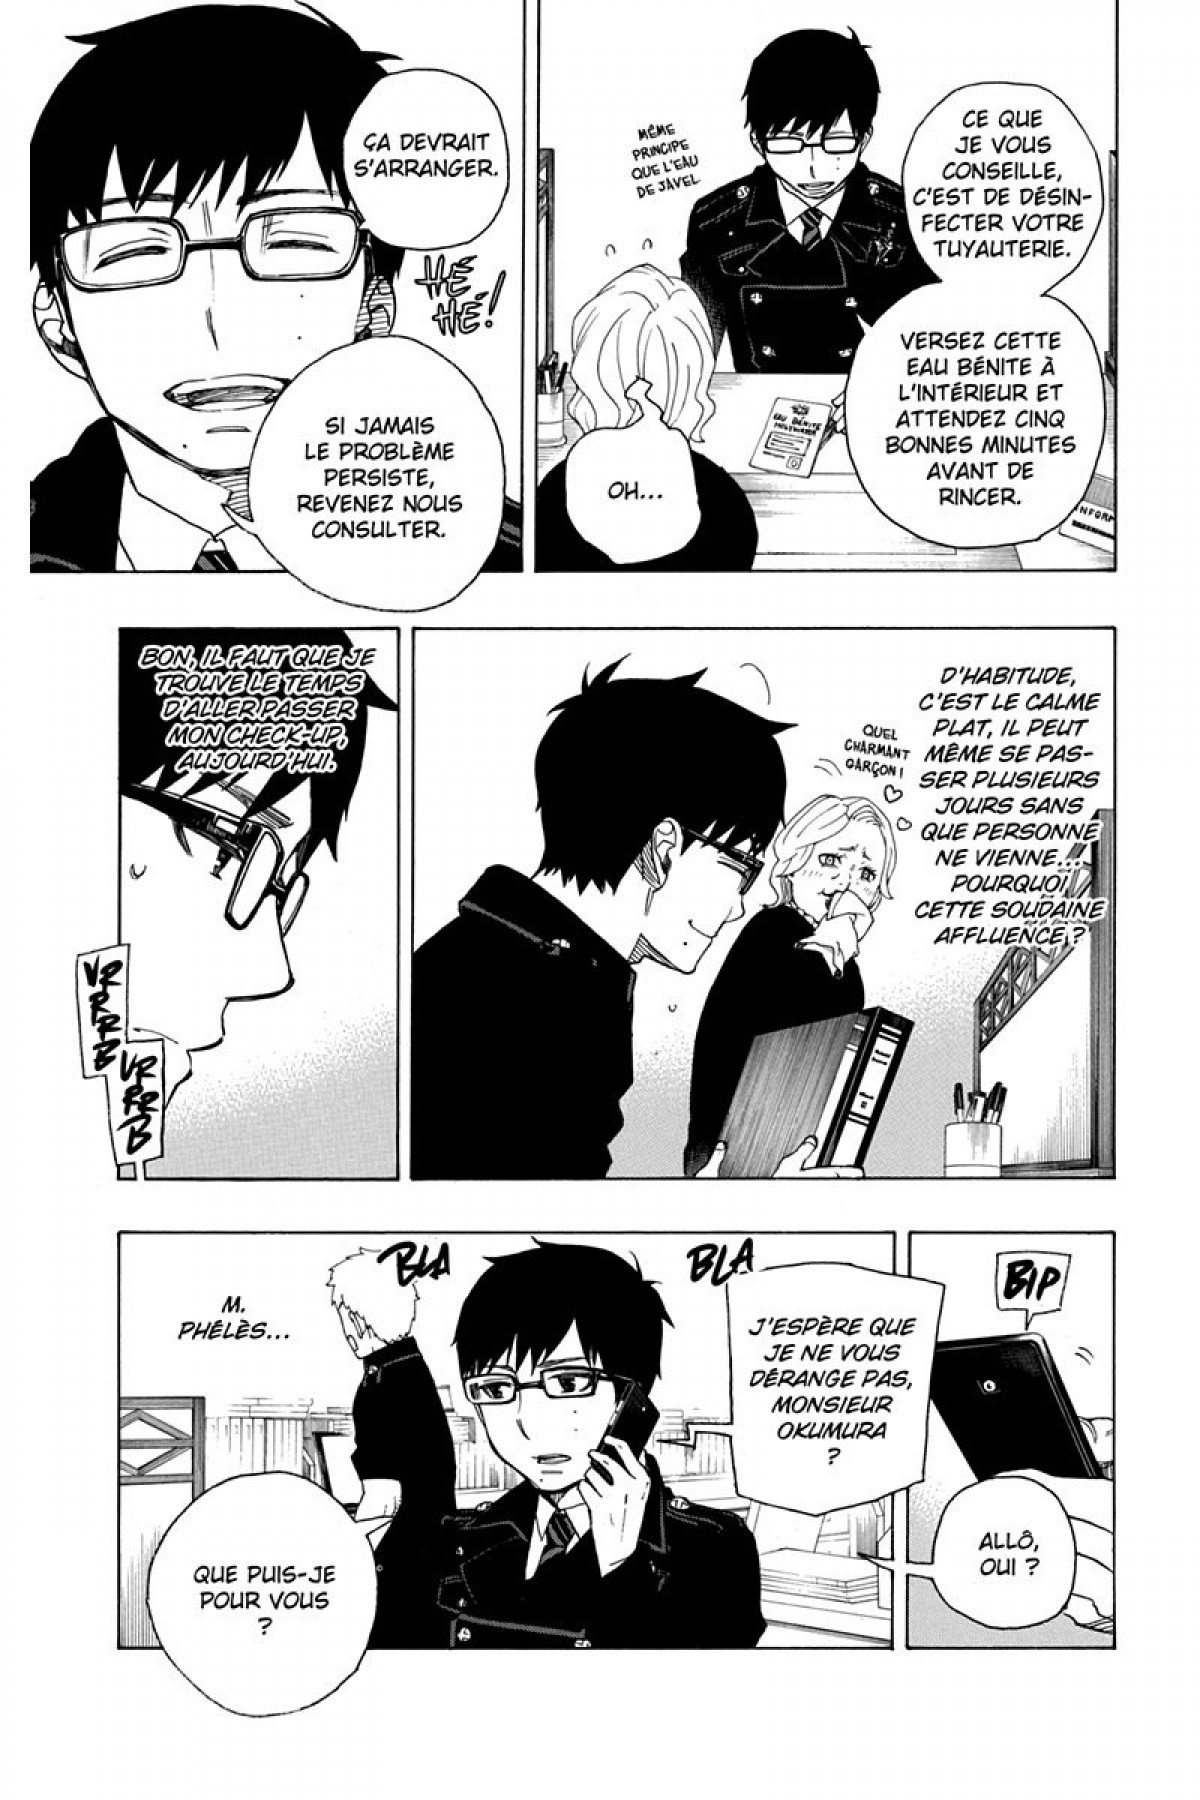 CE QUE
JE VOUS
CONSEILLE,
C'EST DE DÉSIN-
FECTER VOTRE
TUYAUTERIE.
MÊME
PRINCIPE
QUE L'EAU
DE JAVEL
VERSEZ CETTE
EAU BÉNITE À
L'INTÉRIEUR ET
ATTENDEZ CINQ
BONNES MINUTES
AVANT DE
RINCER.
EAU BÉNITE
HOLYWATER
INFORM
OH...
ÇA DEVRAIT
S'ARRANGER.
HÉ
HÉ!
SI JAMAIS
LE PROBLÈME
PERSISTE,
REVENEZ NOUS
CONSULTER.
D'HABITUDE,
C'EST LE CALME
PLAT, IL PEUT
MÊME SE PAS-
SER PLUSIEURS
JOURS SANS
QUE PERSONNE
NE VIENNE...
POURQUOI
CETTE SOUDAINE
AFFLUENCE ?
QUEL
CHARMANT
GARÇON !
BON, IL FAUT QUE JE
TROUVE LE TEMPS
D'ALLER PASSER
MON CHECK-UP,
AUJOURD'HUI.
VRRRB
VRRRB
BIP
ALLÔ,
OUI ?
J'ESPÈRE QUE
JE NE VOUS
DÉRANGE PAS,
MONSIEUR
OKUMURA
?
BLA
BLA
M.
PHÉLÈS...
QUE PUIS-JE
POUR VOUS
?